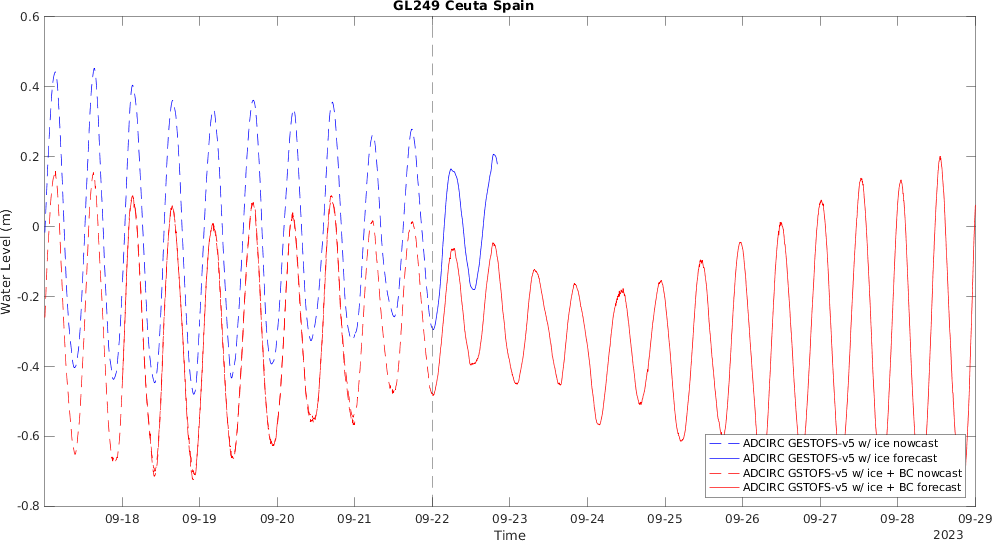 GL249 Ceuta Spain
0.6
0.4
0.2
0
-0.2
-0.4
-0.6
-0.8
Water Level (m)
ADCIRC GESTOFS-v5 w/ ice nowcast
ADCIRC GESTOFS-v5 w/ ice forecast
ADCIRC GSTOFS-v5 w/ ice + BC nowcast
ADCIRC GSTOFS-v5 w/ ice + BC forecast
09-18 09-19 09-20 09-21 09-22 09-23 09-24 09-25 09-26 09-27 09-28 09-29
Time
2023